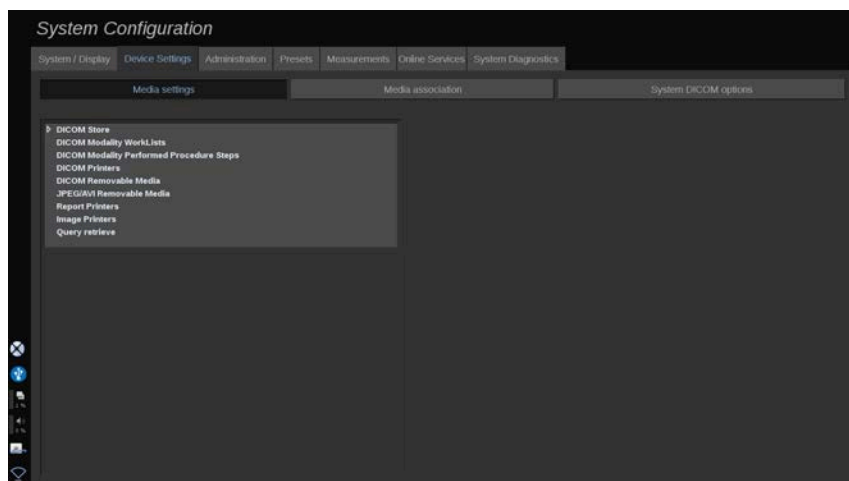 System Configuration
System / Display Device Settings Administration Presets Measurements Online Services System Diagnostics
Media settings Media association System DICOM options
DICOM Store
DICOM Modality WorkLists
DICOM Modality Performed Procedure Steps
DICOM Printers
DICOM Removable Media
JPEG/AVI Removable Media
Report Printers
Image Printers
Query retrieve